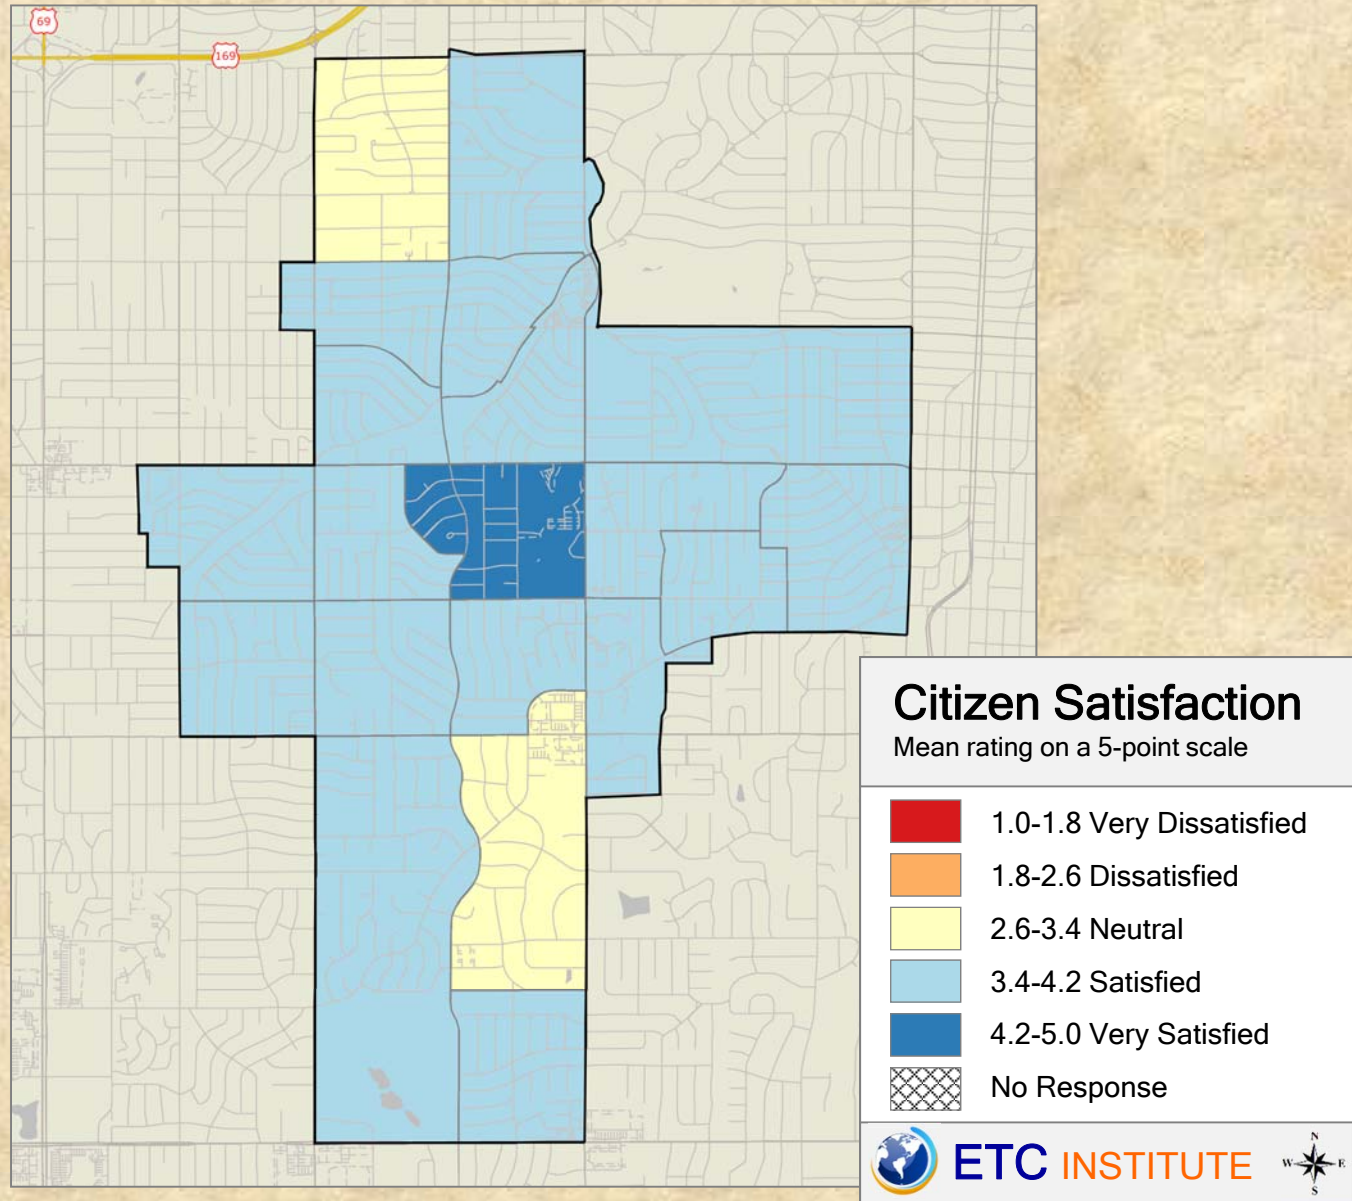 69
169
Citizen Satisfaction
Mean rating on a 5-point scale
1.0-1.8 Very Dissatisfied
1.8-2.6 Dissatisfied
2.6-3.4 Neutral
3.4-4.2 Satisfied
4.2-5.0 Very Satisfied
No Response
ETC INSTITUTE
N
W E
S